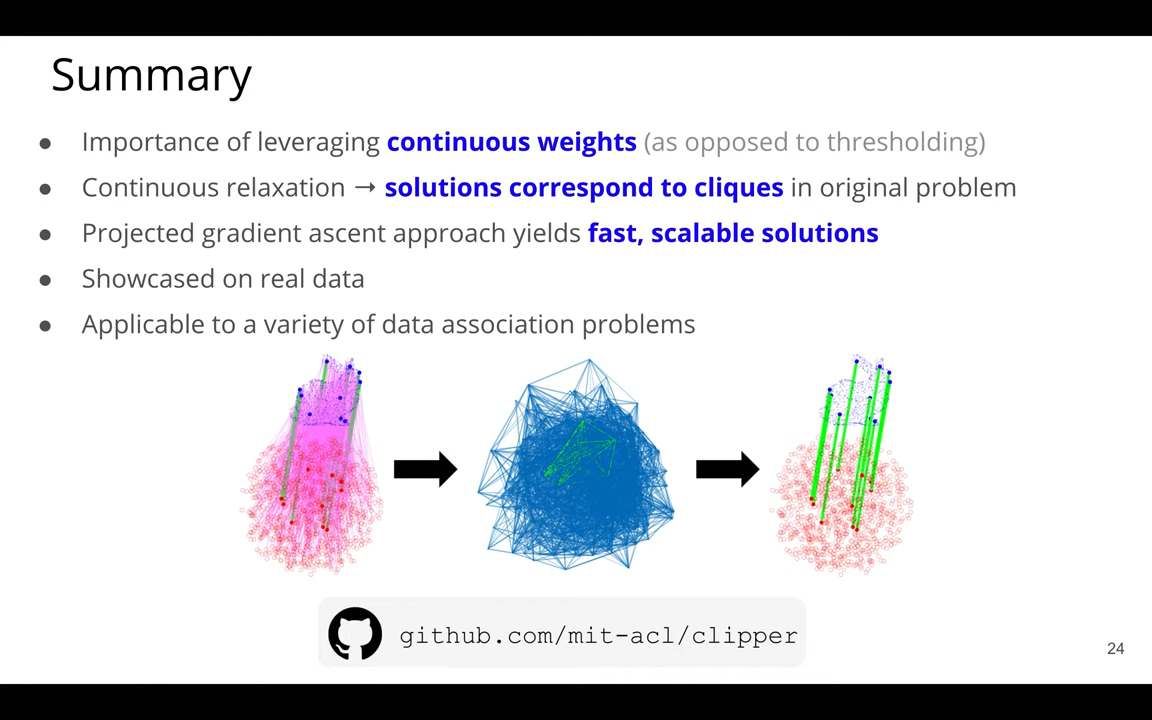 Summary
● Importance of leveraging continuous weights (as opposed to thresholding)
● Continuous relaxation → solutions correspond to cliques in original problem
● Projected gradient ascent approach yields fast, scalable solutions
● Showcased on real data
● Applicable to a variety of data association problems
github.com/mit-acl/clipper
24